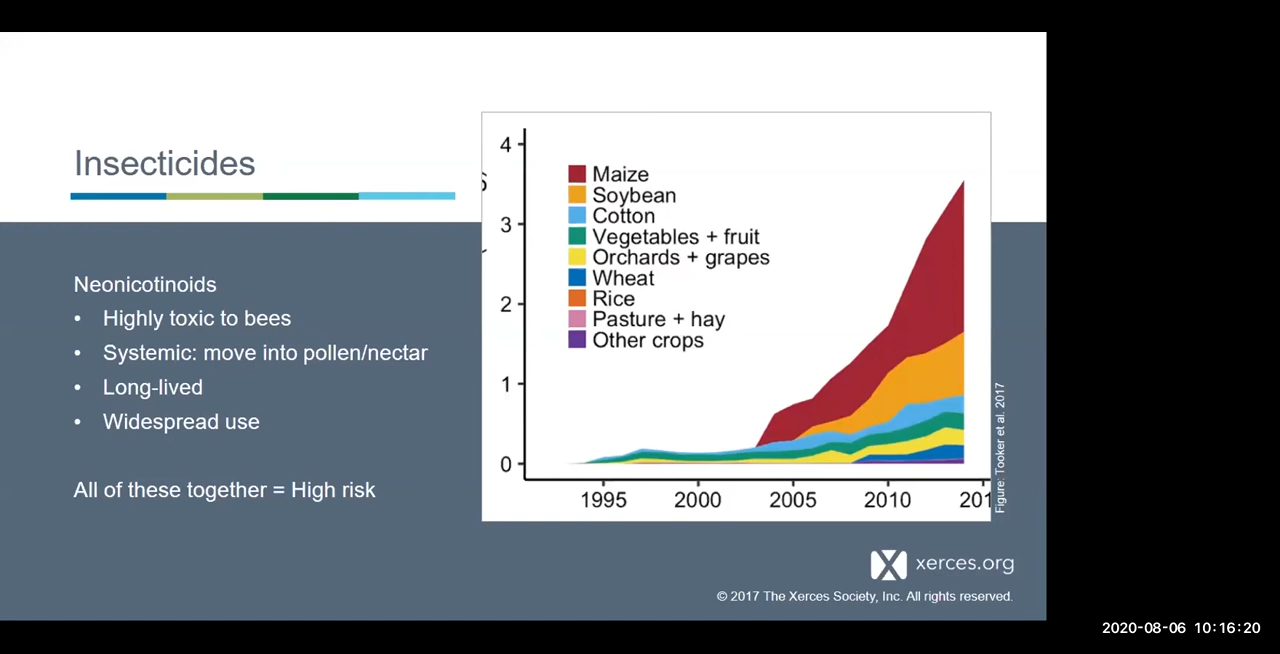 Insecticides
Neonicotinoids
• Highly toxic to bees
• Systemic: move into pollen/nectar
• Long-lived
• Widespread use
All of these together = High risk
4
3
2
1
0
Maize
Soybean
Cotton
Vegetables + fruit
Orchards + grapes
Wheat
Rice
Pasture + hay
Other crops
1995 2000 2005 2010 201
Figure: Tooker et al. 2017
xerces.org
© 2017 The Xerces Society, Inc. All rights reserved.
2020-08-06 10:16:20